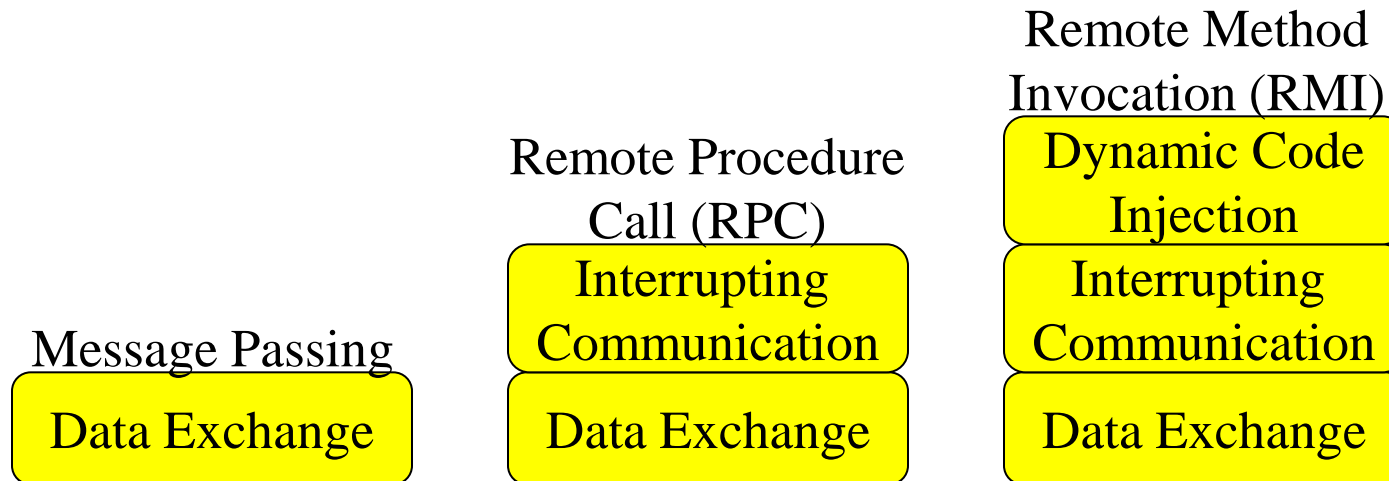 Message Passing
Data Exchange
Remote Procedure
Call (RPC)
Interrupting
Communication
Data Exchange
Remote Method
Invocation (RMI)
Dynamic Code
Injection
Interrupting
Communication
Data Exchange